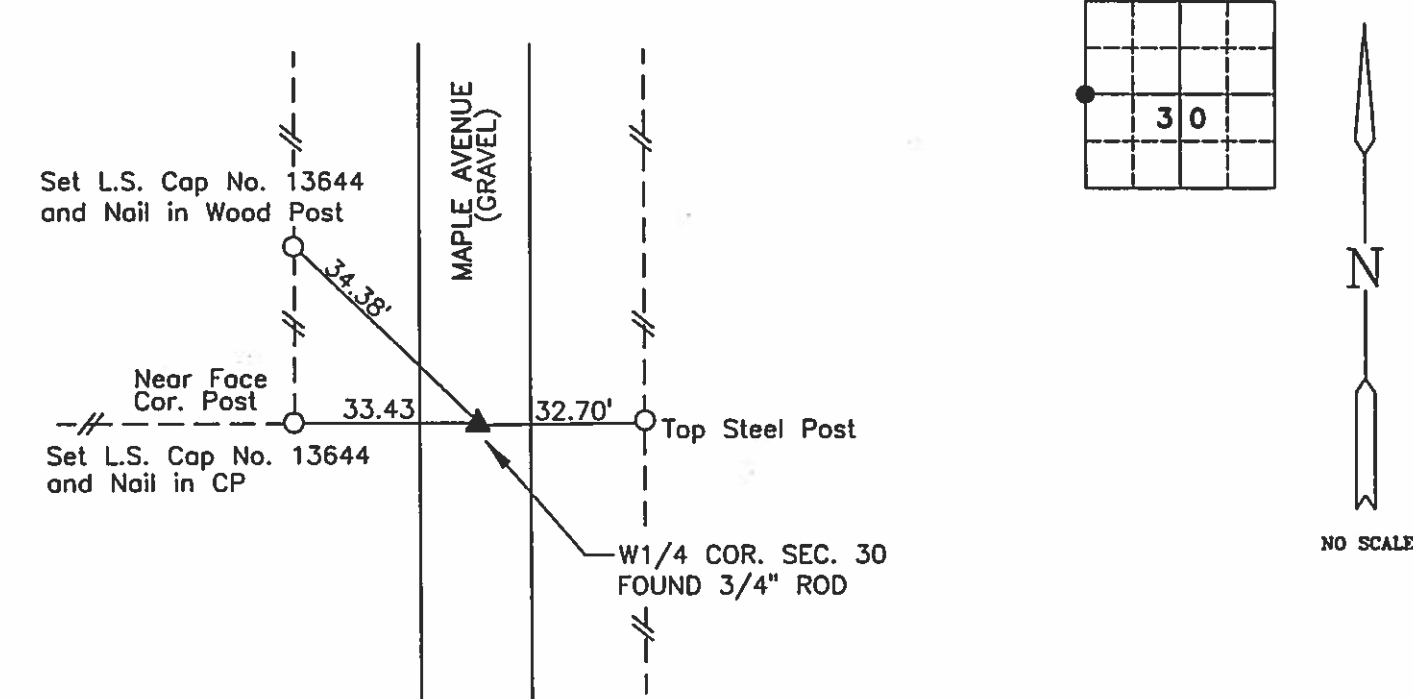 MAPLE AVENUE
(GRAVEL)
3 0
Set L.S. Cap No. 13644
and Nail in Wood Post
34.38'
N
Near Face
Cor. Post
33.43
32.70'
Top Steel Post
Set L.S. Cap No. 13644
and Nail in CP
W1/4 COR. SEC. 30
FOUND 3/4" ROD
NO SCALE